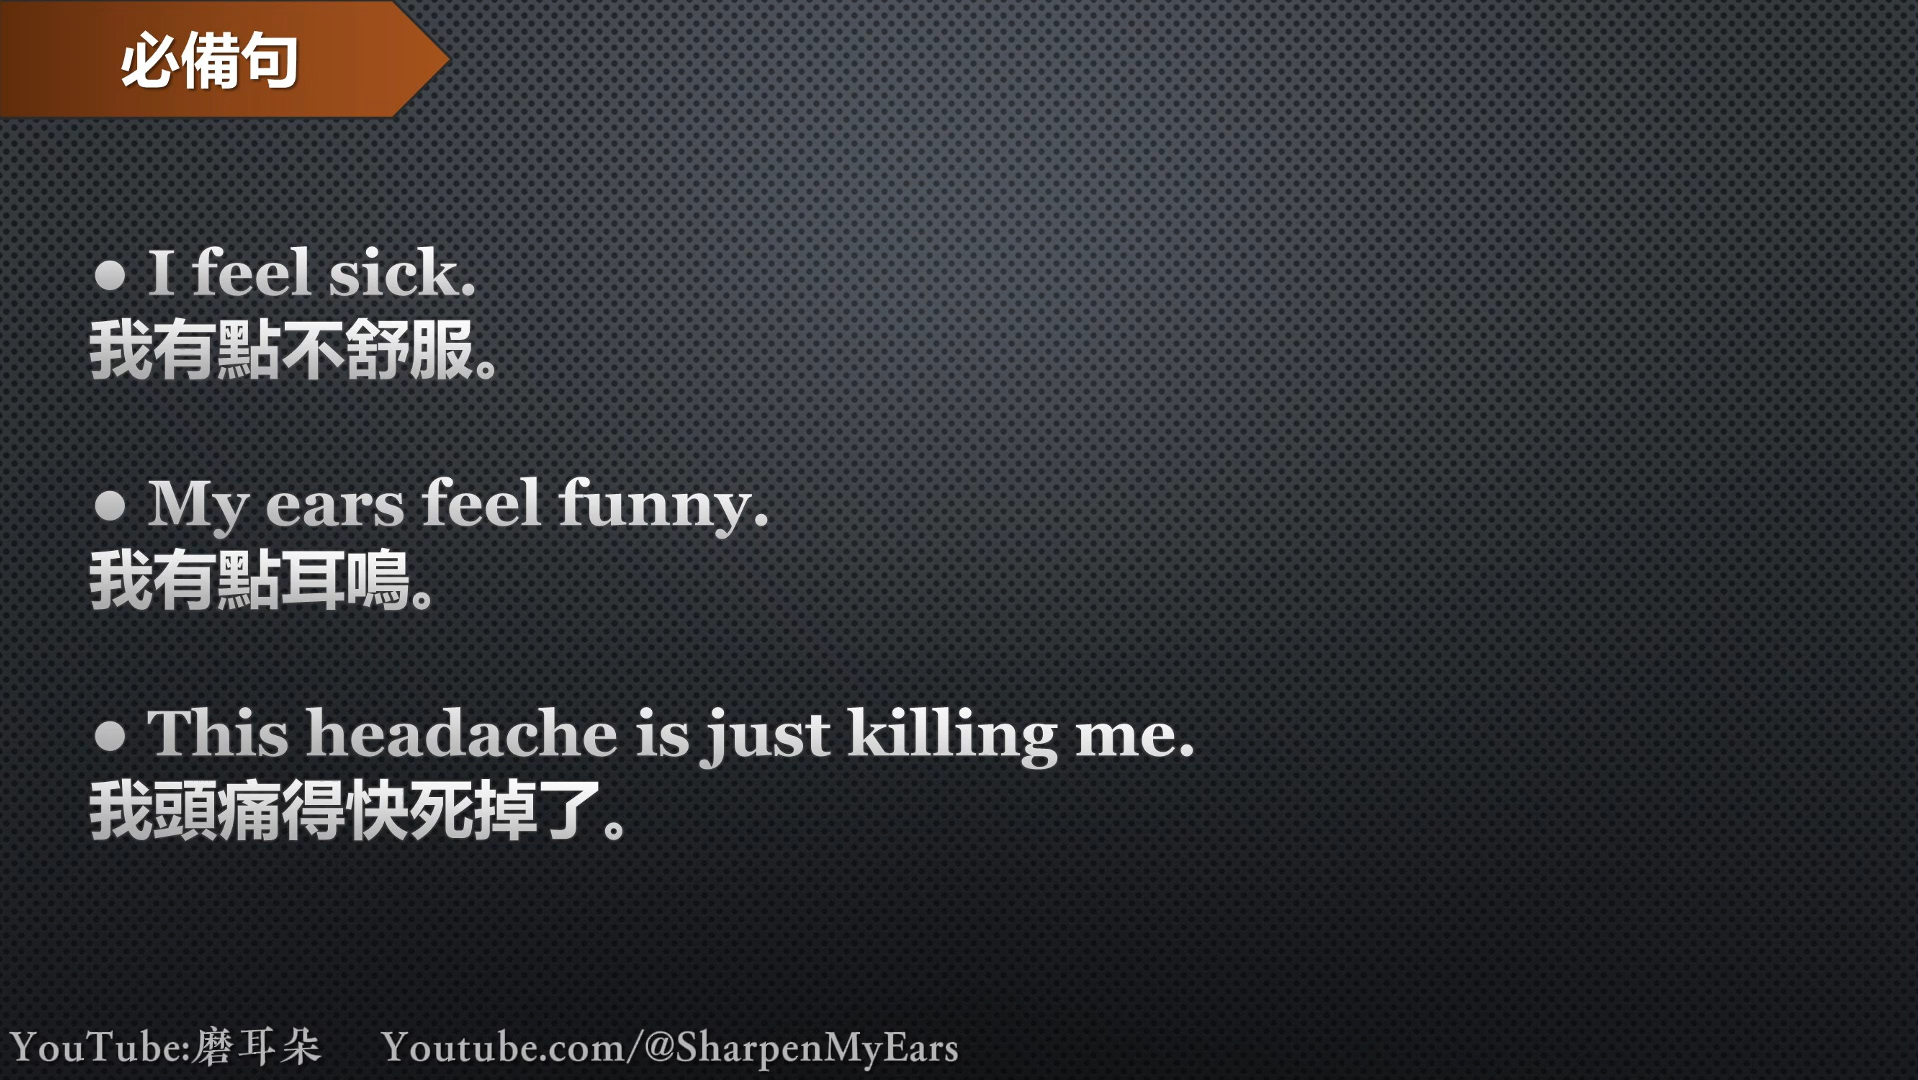 必備句
● I feel sick.
我有點不舒服。
● My ears feel funny.
我有點耳鳴。
● This headache is just killing me.
我頭痛得快死掉了。
YouTube:磨耳朵 Youtube.com/@SharpenMyEars